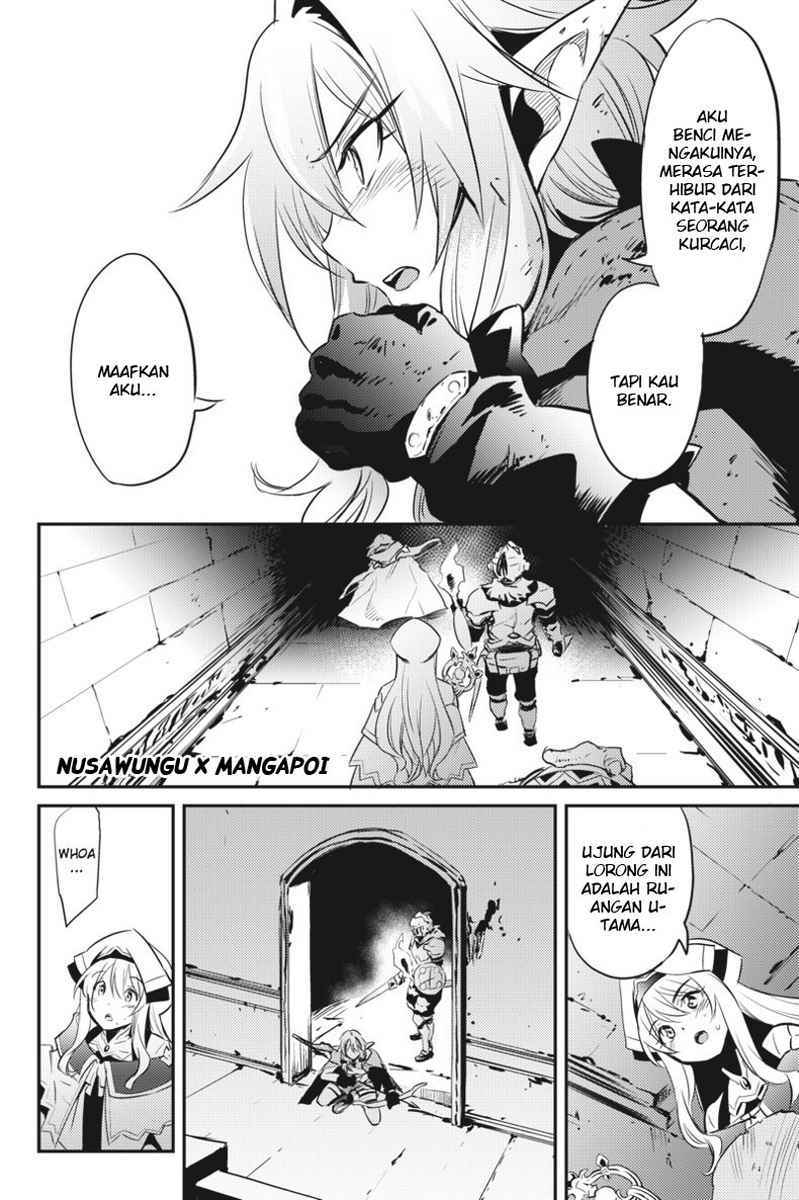 AKU
BENCI ME-
NGAKUINYA,
MERASA TER-
HIBUR DARI
KATA-KATA
SEORANG
KURCACI,
TAPI KAU
BENAR.
MAAFKAN
AKU...
NUSAWUNGU X MANGAPOI
UJUNG DARI
LORONG INI
ADALAH RU-
ANGAN U-
TAMA...
WHOA
...